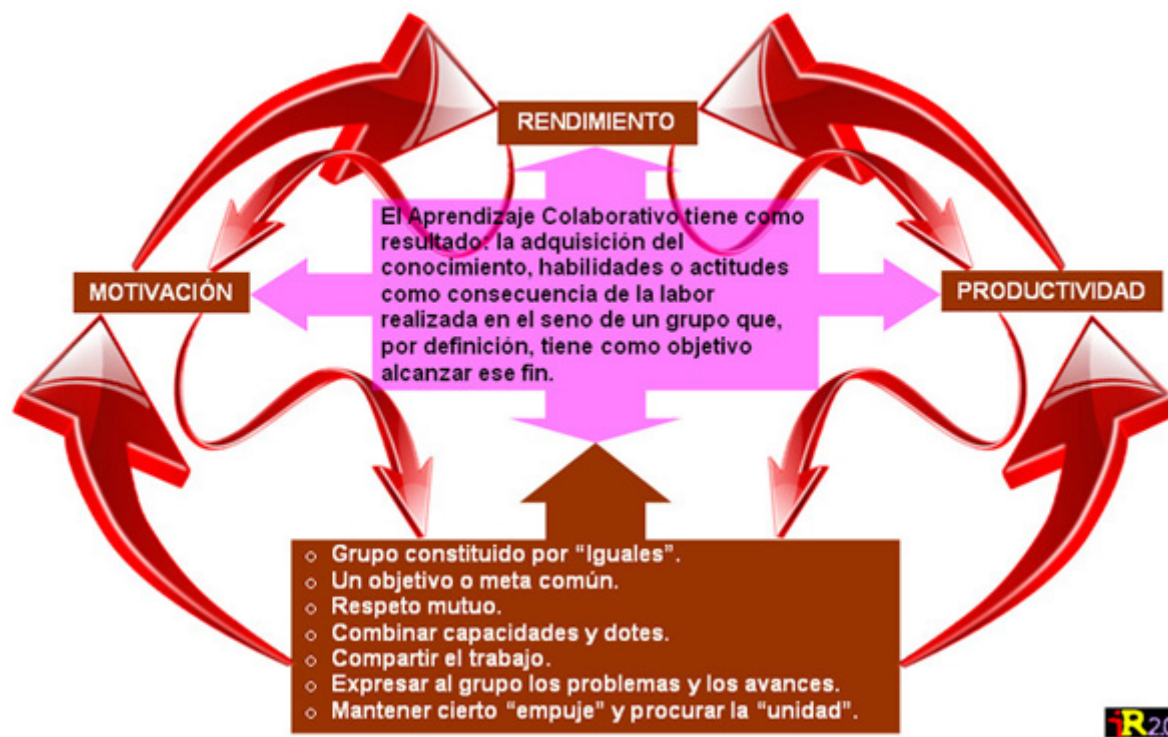 RENDIMIENTO
El Aprendizaje Colaborativo tiene como
resultado: la adquisición del
conocimiento, habilidades o actitudes
como consecuencia de la labor
realizada en el seno de un grupo que,
por definición, tiene como objetivo
alcanzar ese fin.
MOTIVACIÓN
PRODUCTIVIDAD
○ Grupo constituido por “Iguales”.
○ Un objetivo o meta común.
○ Respeto mutuo.
○ Combinar capacidades y dotes.
○ Compartir el trabajo.
○ Expresar al grupo los problemas y los avances.
○ Mantener cierto “empuje” y procurar la “unidad”.
iR 2.0